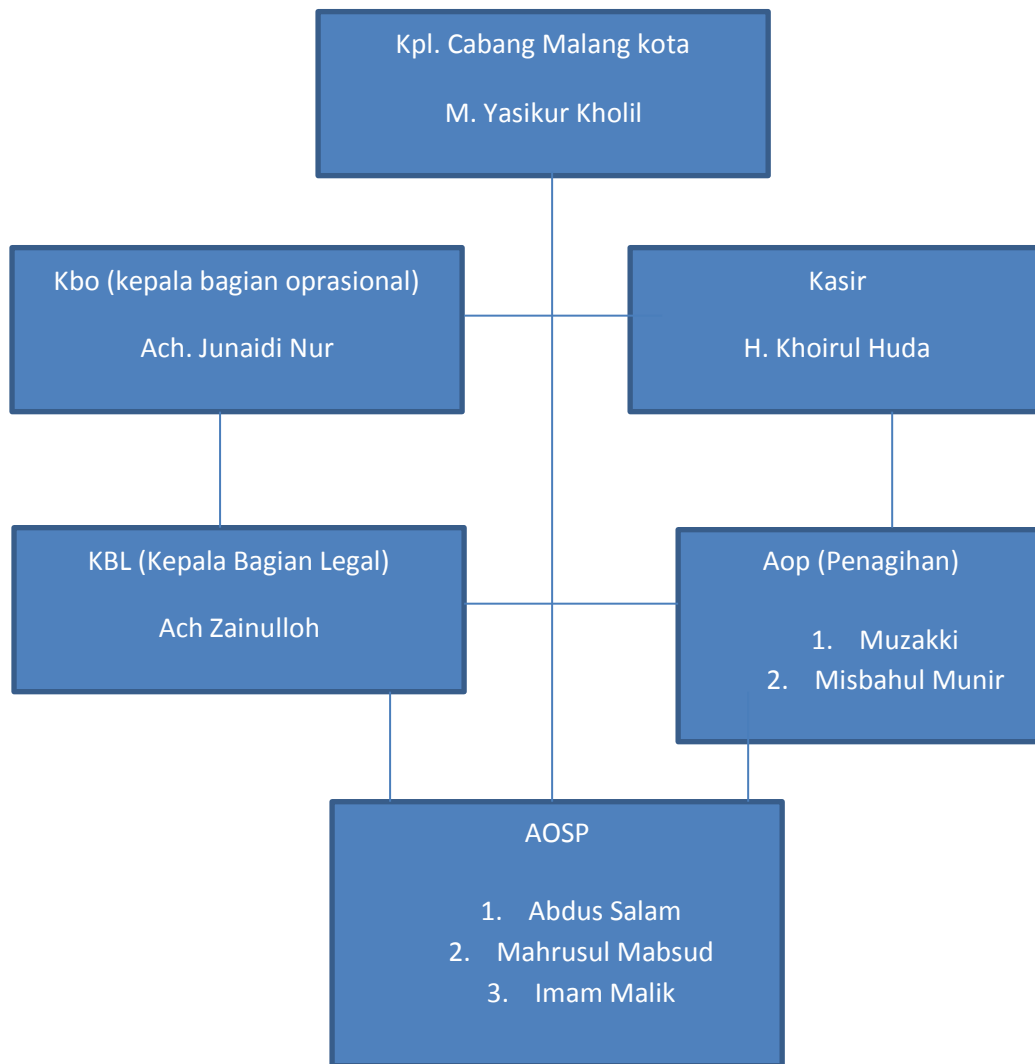 Kpl. Cabang Malang kota
M. Yasikur Kholil
Kbo (kepala bagian oprasional)
Ach. Junaidi Nur
Kasir
H. Khoirul Huda
KBL (Kepala Bagian Legal)
Ach Zainulloh
Aop (Penagihan)
1. Muzakki
2. Misbahul Munir
AOSP
1. Abdus Salam
2. Mahrusul Mabsud
3. Imam Malik